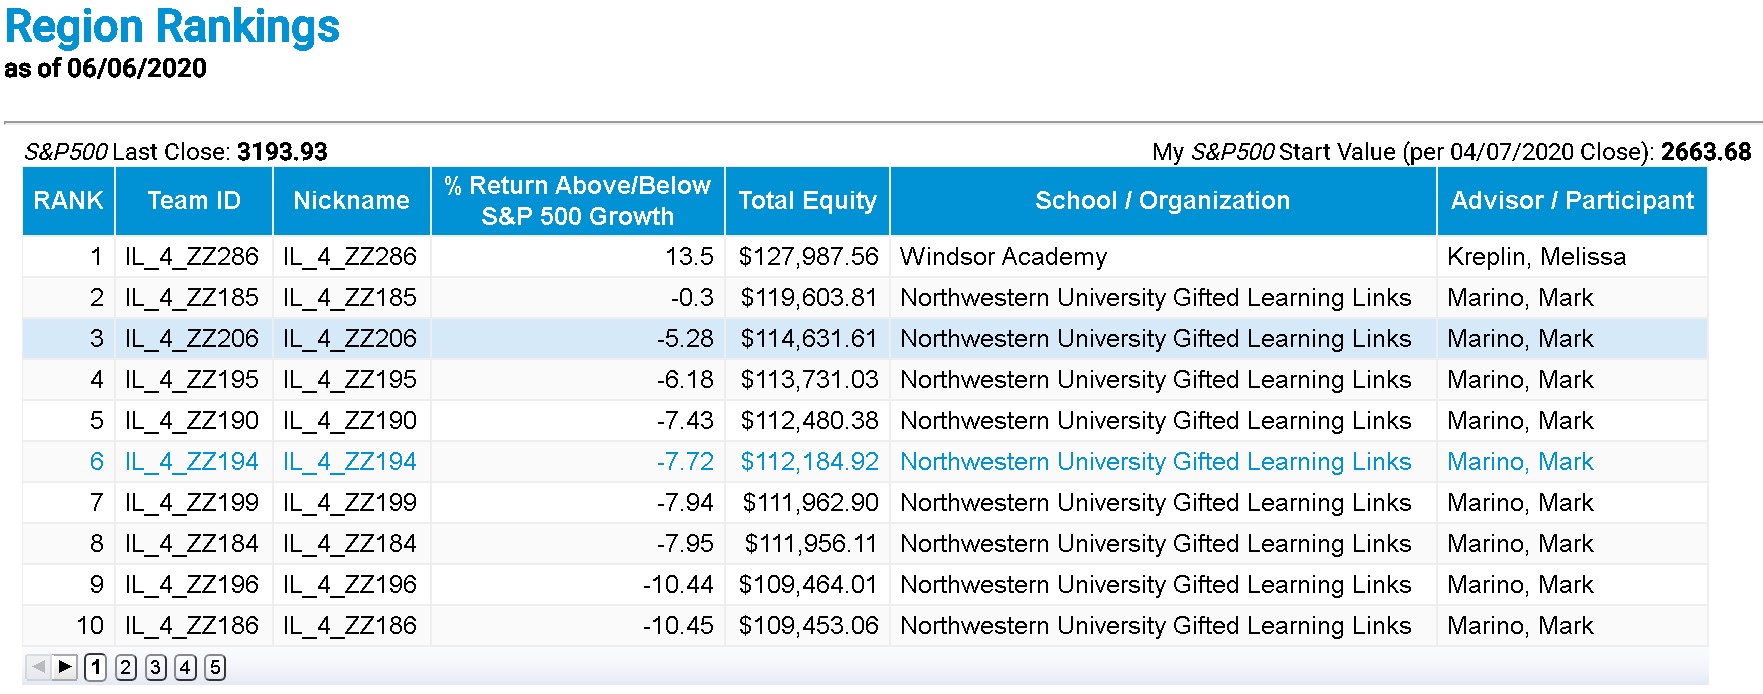 Region Rankings
as of 06/06/2020
S&P500 Last Close: 3193.93 My S&P500 Start Value (per 04/07/2020 Close): 2663.68
RANK Team ID Nickname % Return Above/Below S&P 500 Growth Total Equity School / Organization Advisor / Participant
1 IL_4_ZZ286 IL_4_ZZ286 13.5 $127,987.56 Windsor Academy Kreplin, Melissa
2 IL_4_ZZ185 IL_4_ZZ185 -0.3 $119,603.81 Northwestern University Gifted Learning Links Marino, Mark
3 IL_4_ZZ206 IL_4_ZZ206 -5.28 $114,631.61 Northwestern University Gifted Learning Links Marino, Mark
4 IL_4_ZZ195 IL_4_ZZ195 -6.18 $113,731.03 Northwestern University Gifted Learning Links Marino, Mark
5 IL_4_ZZ190 IL_4_ZZ190 -7.43 $112,480.38 Northwestern University Gifted Learning Links Marino, Mark
6 IL_4_ZZ194 IL_4_ZZ194 -7.72 $112,184.92 Northwestern University Gifted Learning Links Marino, Mark
7 IL_4_ZZ199 IL_4_ZZ199 -7.94 $111,962.90 Northwestern University Gifted Learning Links Marino, Mark
8 IL_4_ZZ184 IL_4_ZZ184 -7.95 $111,956.11 Northwestern University Gifted Learning Links Marino, Mark
9 IL_4_ZZ196 IL_4_ZZ196 -10.44 $109,464.01 Northwestern University Gifted Learning Links Marino, Mark
10 IL_4_ZZ186 IL_4_ZZ186 -10.45 $109,453.06 Northwestern University Gifted Learning Links Marino, Mark
1 2 3 4 5